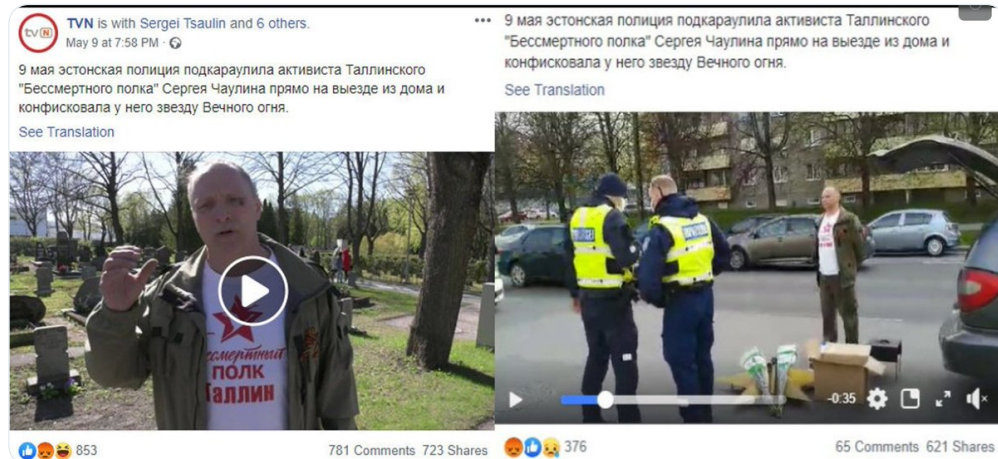 tvN
TVN is with Sergei Tsaulin and 6 others.
May 9 at 7:58 PM ·
9 мая эстонская полиция подкараулила активиста Таллинского
"Бессмертного полка" Сергея Чаулина прямо на выезде из дома и
конфисковала у него звезду Вечного огня.
See Translation
ссмертный
ПОЛК
Таллин
853
781 Comments 723 Shares
9 мая эстонская полиция подкараулила активиста Таллинского
"Бессмертного полка" Сергея Чаулина прямо на выезде из дома и
конфисковала у него звезду Вечного огня.
See Translation
-0:35
376
65 Comments 621 Shares